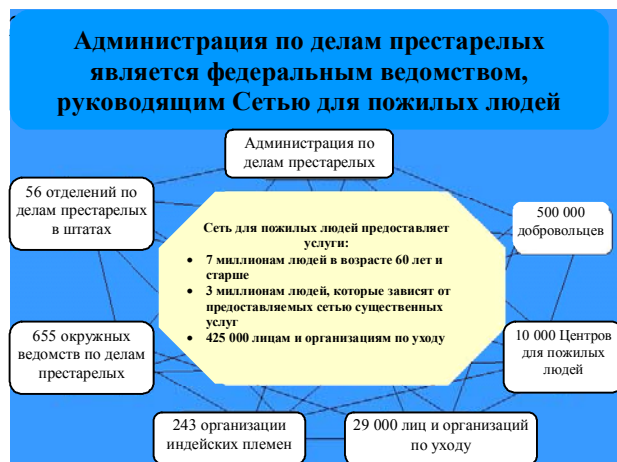 Администрация по делам престарелых
является федеральным ведомством,
руководящим Сетью для пожилых людей
Администрация по
делам престарелых
56 отделений по
делам престарелых
в штатах
500 000
добровольцев
Сеть для пожилых людей предоставляет
услуги:
• 7 миллионам людей в возрасте 60 лет и
старше
• 3 миллионам людей, которые зависят от
предоставляемых сетью существенных
услуг
• 425 000 лицам и организациям по уходу
655 окружных
ведомств по делам
престарелых
10 000 Центров
для пожилых
людей
243 организации
индейских племен
29 000 лиц и организаций
по уходу